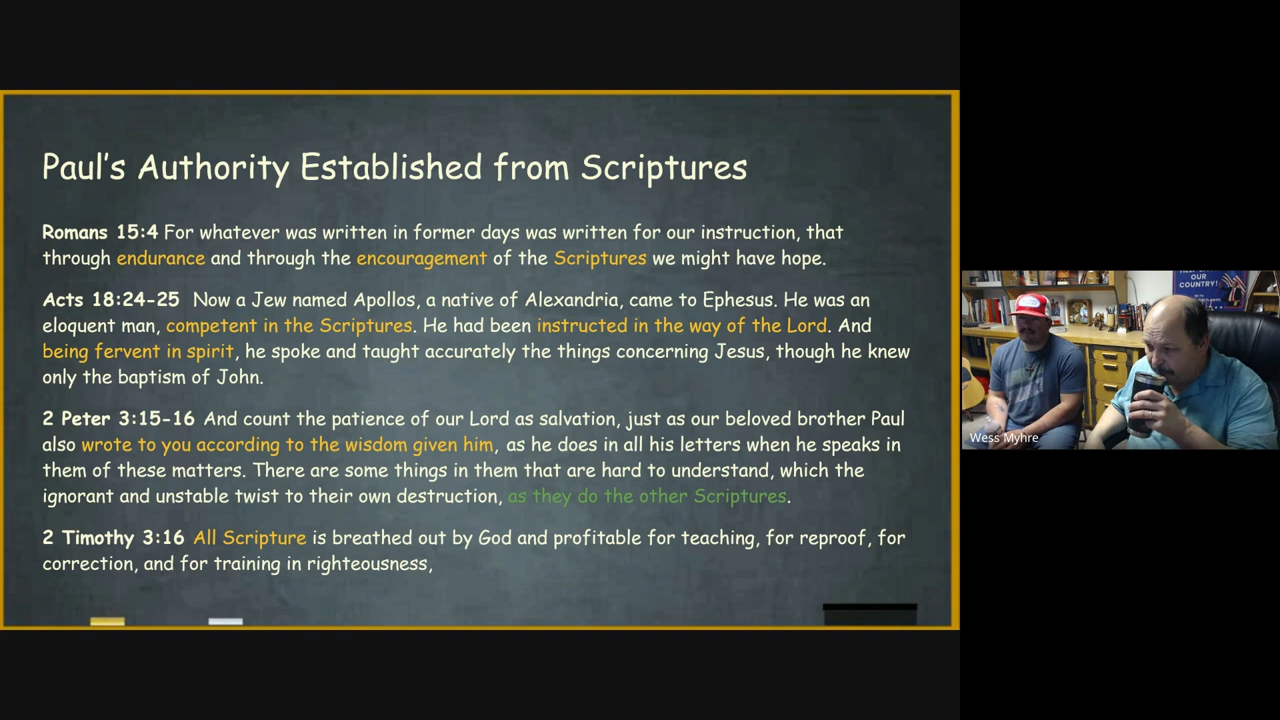 Paul's Authority Established from Scriptures
Romans 15:4 For whatever was written in former days was written for our instruction, that
through endurance and through the encouragement of the Scriptures we might have hope.
Acts 18:24-25 Now a Jew named Apollos, a native of Alexandria, came to Ephesus. He was an
eloquent man, competent in the Scriptures. He had been instructed in the way of the Lord. And
being fervent in spirit, he spoke and taught accurately the things concerning Jesus, though he knew
only the baptism of John.
2 Peter 3:15-16 And count the patience of our Lord as salvation, just as our beloved brother Paul
also wrote to you according to the wisdom given him, as he does in all his letters when he speaks in
them of these matters. There are some things in them that are hard to understand, which the
ignorant and unstable twist to their own destruction, as they do the other Scriptures.
2 Timothy 3:16 All Scripture is breathed out by God and profitable for teaching, for reproof, for
correction, and for training in righteousness,
OUR
COUNTRY!
Wess Myhre